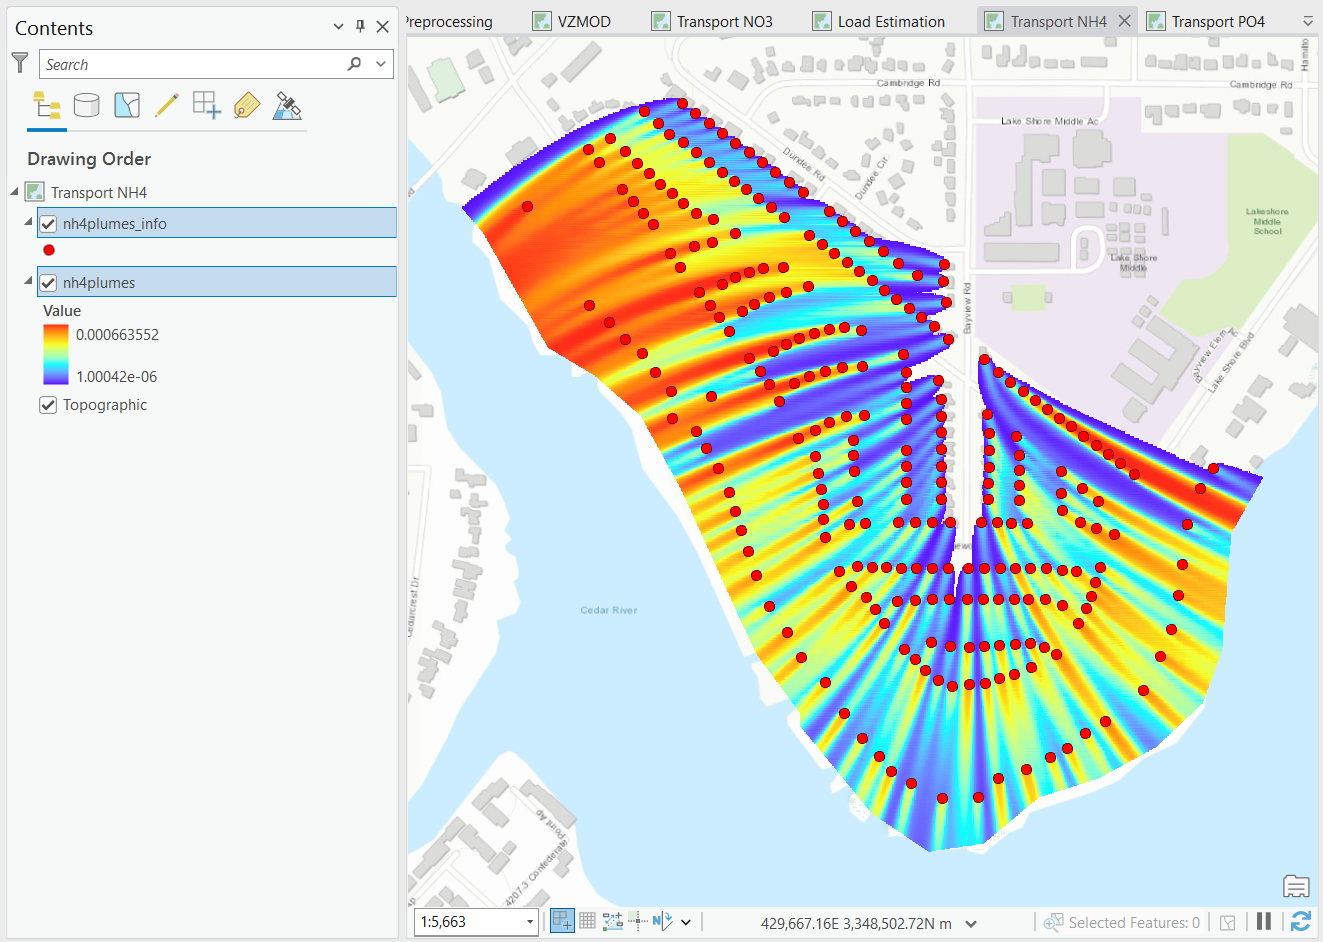 Contents
Search
Drawing Order
Transport NH4
nh4plumes_info
nh4plumes
Value
0.000663552
1.00042e-06
Topographic
Preprocessing
VZMOD
Transport NO3
Load Estimation
Transport NH4
Transport PO4
Cambridge Rd
Cambridge Rd
Hamilto
Lake Shore Middle Ac
Dundee Rd
Dundee Cir
Lakeshore
Middle
School
Lake Shore
Middle
Bayview Rd
Bayview Elem
Lake Shore Blvd
Cedar River
Cedarcrest Dr
Point Ap
4207.3 Confederate
1:5,663
429,667.16E 3,348,502.72N m
Selected Features: 0